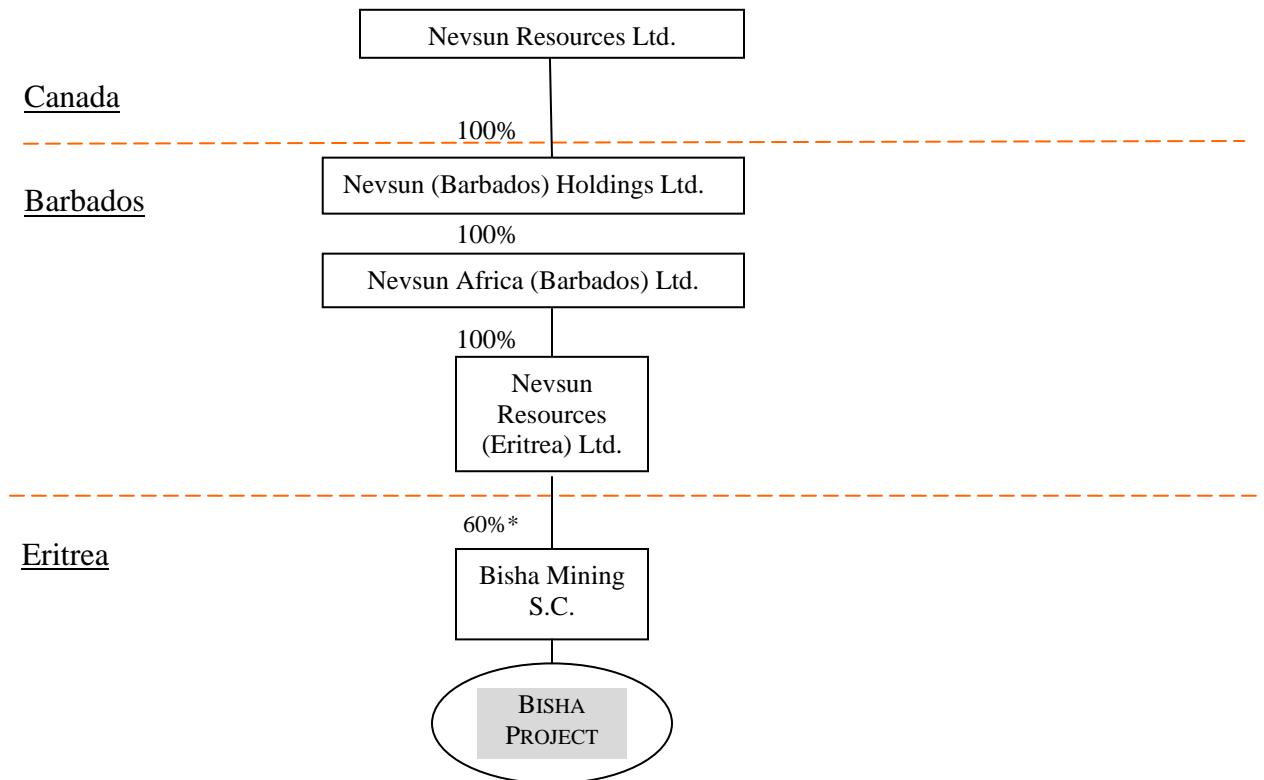 Nevsun Resources Ltd.
Canada
100%
Nevsun (Barbados) Holdings Ltd.
Barbados
100%
Nevsun Africa (Barbados) Ltd.
100%
Nevsun
Resources
(Eritrea) Ltd.
60%*
Eritrea
Bisha Mining
S.C.
BISHA
PROJECT